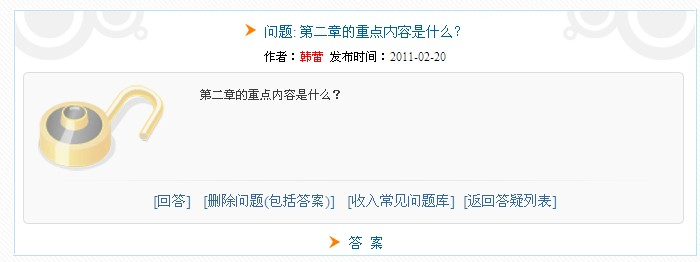 问题: 第二章的重点内容是什么?
作者：韩蕾 发布时间：2011-02-20
第二章的重点内容是什么？
[回答] [删除问题(包括答案)] [收入常见问题库] [返回答疑列表]
答 案